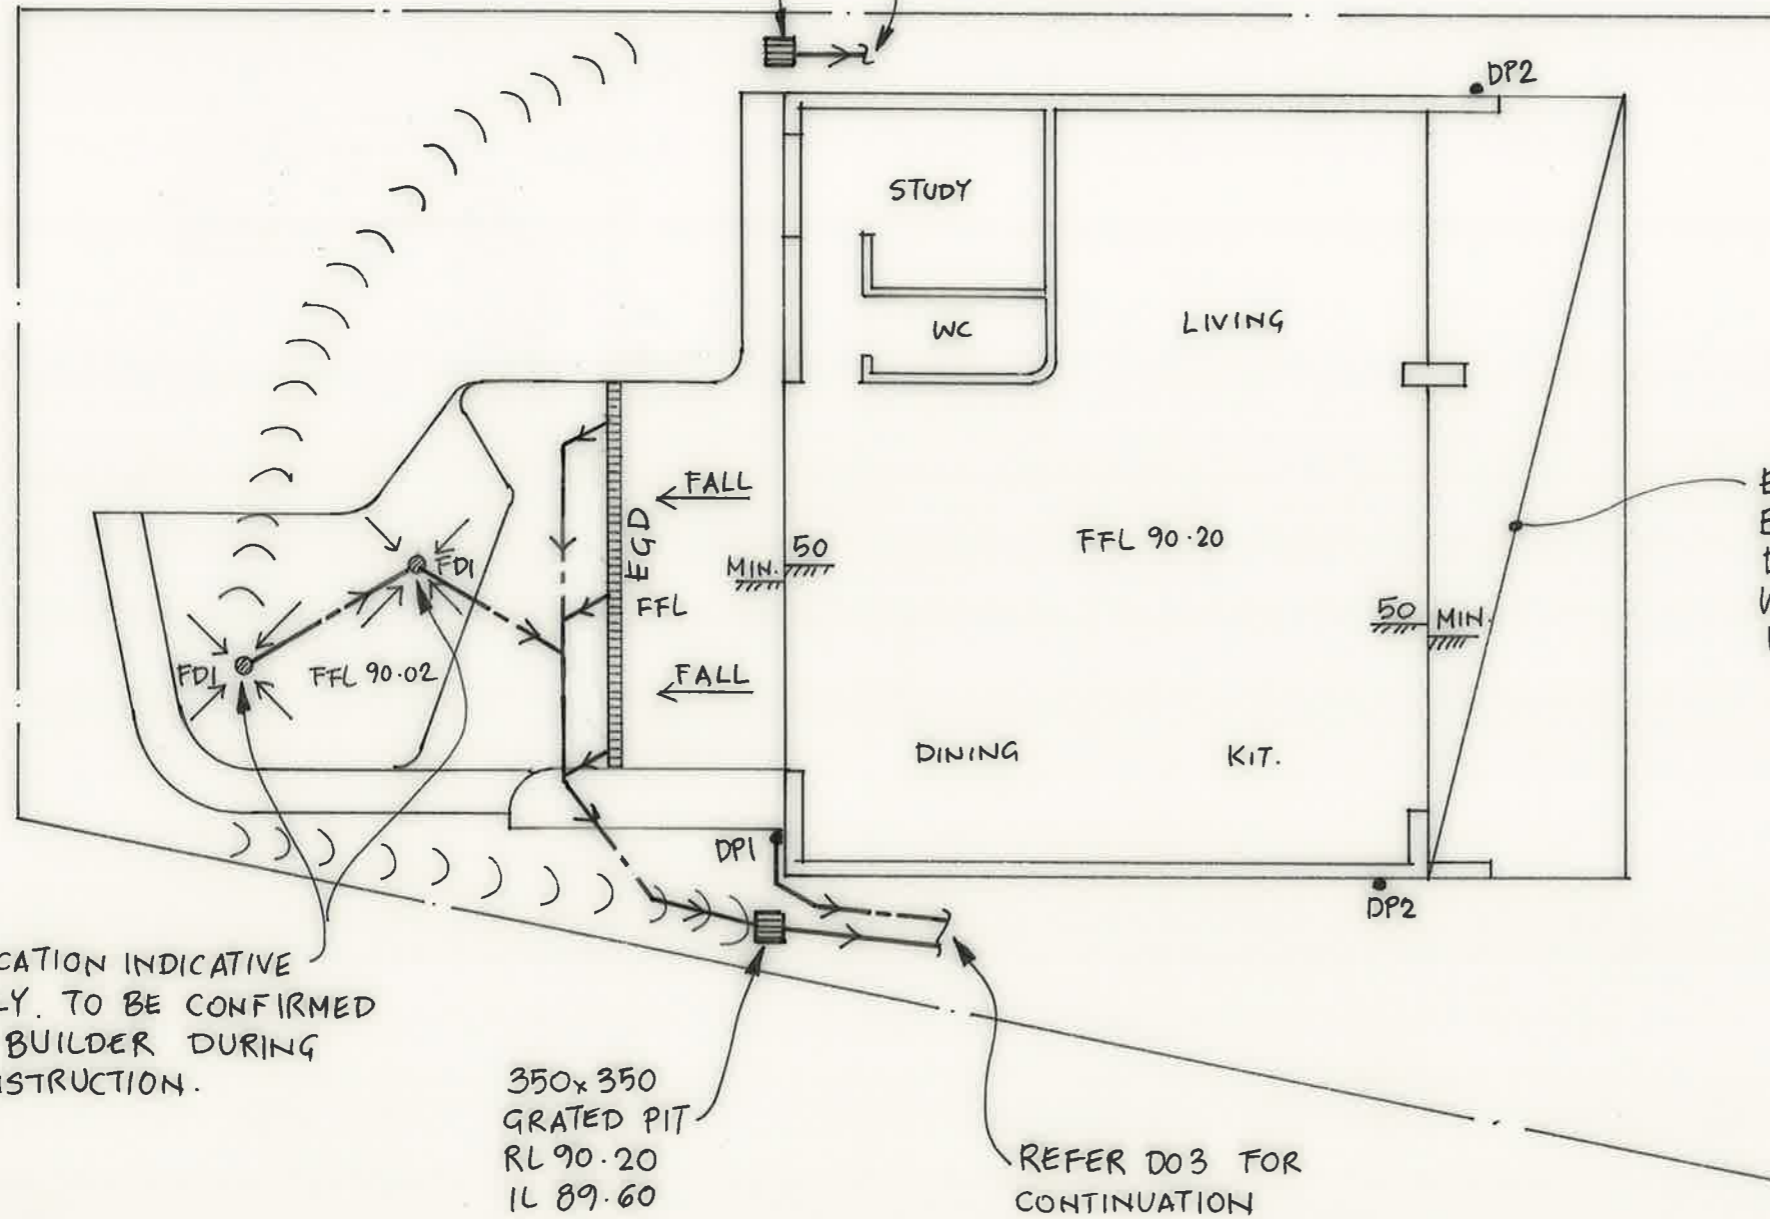 DP2
STUDY
WC
LIVING
FALL
EGD
FFL 90.20
50
MIN.
FDI
FFL
50
MIN.
FDI
FFL 90.02
FALL
DINING
KIT.
DP1
DP2
CATION INDICATIVE
LY. TO BE CONFIRMED
BUILDER DURING
STRUCTION.
350x350
GRATED PIT
RL 90.20
IL 89.60
REFER D03 FOR
CONTINUATION